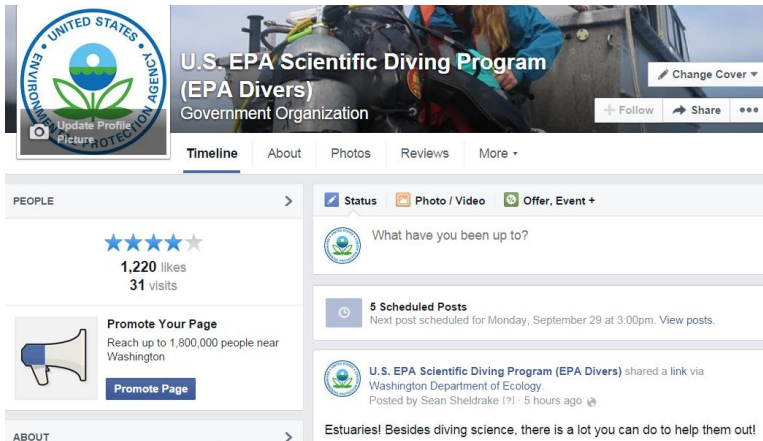 UNITED STATES
ENVIRONMENTAL PROTECTION AGENCY
U.S. EPA Scientific Diving Program
(EPA Divers)
Government Organization
Update Profile
Picture
Change Cover
Follow
Share
Timeline
About
Photos
Reviews
More
PEOPLE
1,220 likes
31 visits
Promote Your Page
Reach up to 1,800,000 people near
Washington
Promote Page
ABOUT
Status
Photo / Video
Offer, Event +
What have you been up to?
5 Scheduled Posts
Next post scheduled for Monday, September 29 at 3:00pm. View posts.
U.S. EPA Scientific Diving Program (EPA Divers) shared a link via
Washington Department of Ecology.
Posted by Sean Sheldrake [?] · 5 hours ago
Estuaries! Besides diving science, there is a lot you can do to help them out!